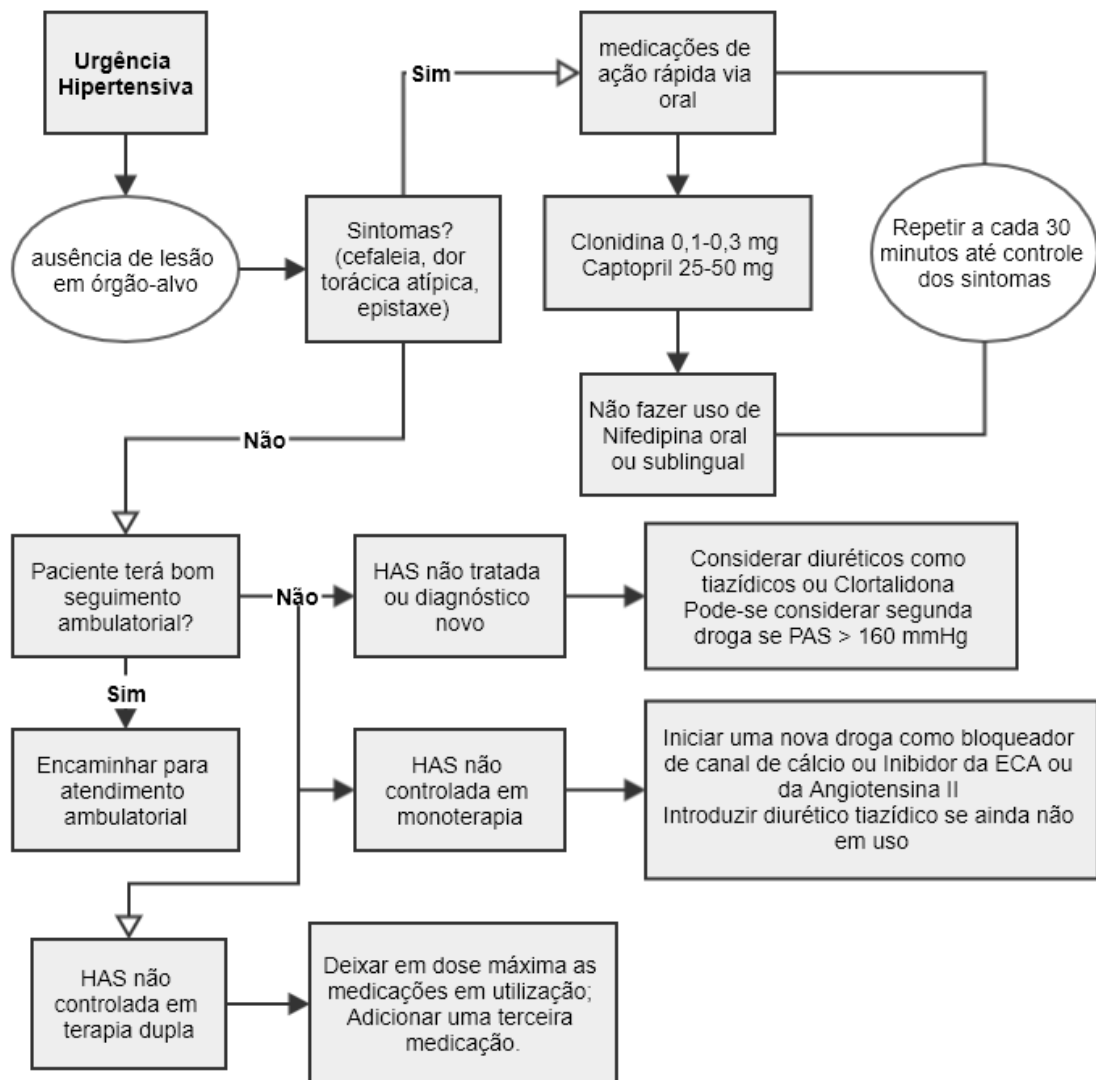 Urgência
Hipertensiva
ausência de lesão
em órgão-alvo
Sintomas?
(cefaleia, dor
torácica atípica,
epistaxe)
Sim
medicações de
ação rápida via
oral
Clonidina 0,1-0,3 mg
Captopril 25-50 mg
Não fazer uso de
Nifedipina oral
ou sublingual
Repetir a cada 30
minutos até controle
dos sintomas
Não
Paciente terá bom
seguimento
ambulatorial?
Sim
Encaminhar para
atendimento
ambulatorial
Não
HAS não tratada
ou diagnóstico
novo
Considerar diuréticos como
tiazídicos ou Clortalidona
Pode-se considerar segunda
droga se PAS > 160 mmHg
HAS não
controlada em
monoterapia
Iniciar uma nova droga como bloqueador
de canal de cálcio ou Inibidor da ECA ou
da Angiotensina II
Introduzir diurético tiazídico se ainda não
em uso
HAS não
controlada em
terapia dupla
Deixar em dose máxima as
medicações em utilização;
Adicionar uma terceira
medicação.